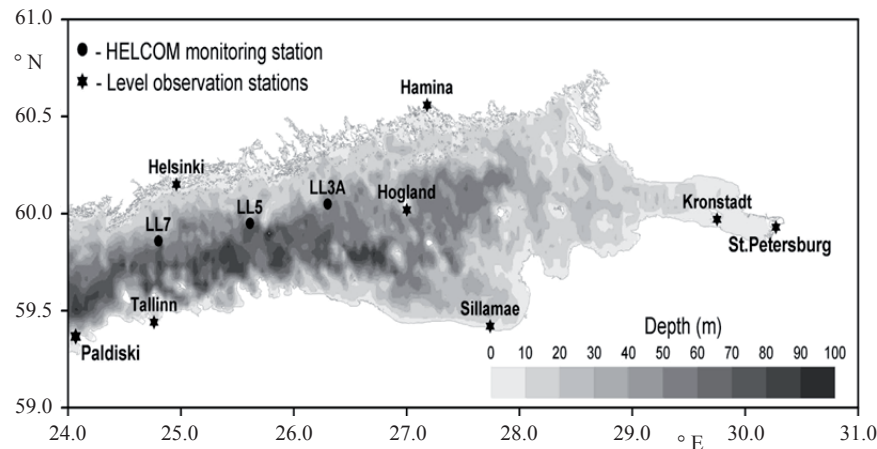 61.0
° N
● - HELCOM monitoring station
✶ - Level observation stations
Hamina
60.5
Helsinki
LL3A
Hogland
LL5
Kronstadt
60.0
LL7
St.Petersburg
59.5
Tallinn
Sillamae
Paldiski
Depth (m)
0 10 20 30 40 50 60 70 80 90 100
59.0
24.0 25.0 26.0 27.0 28.0 29.0 30.0 31.0
° E